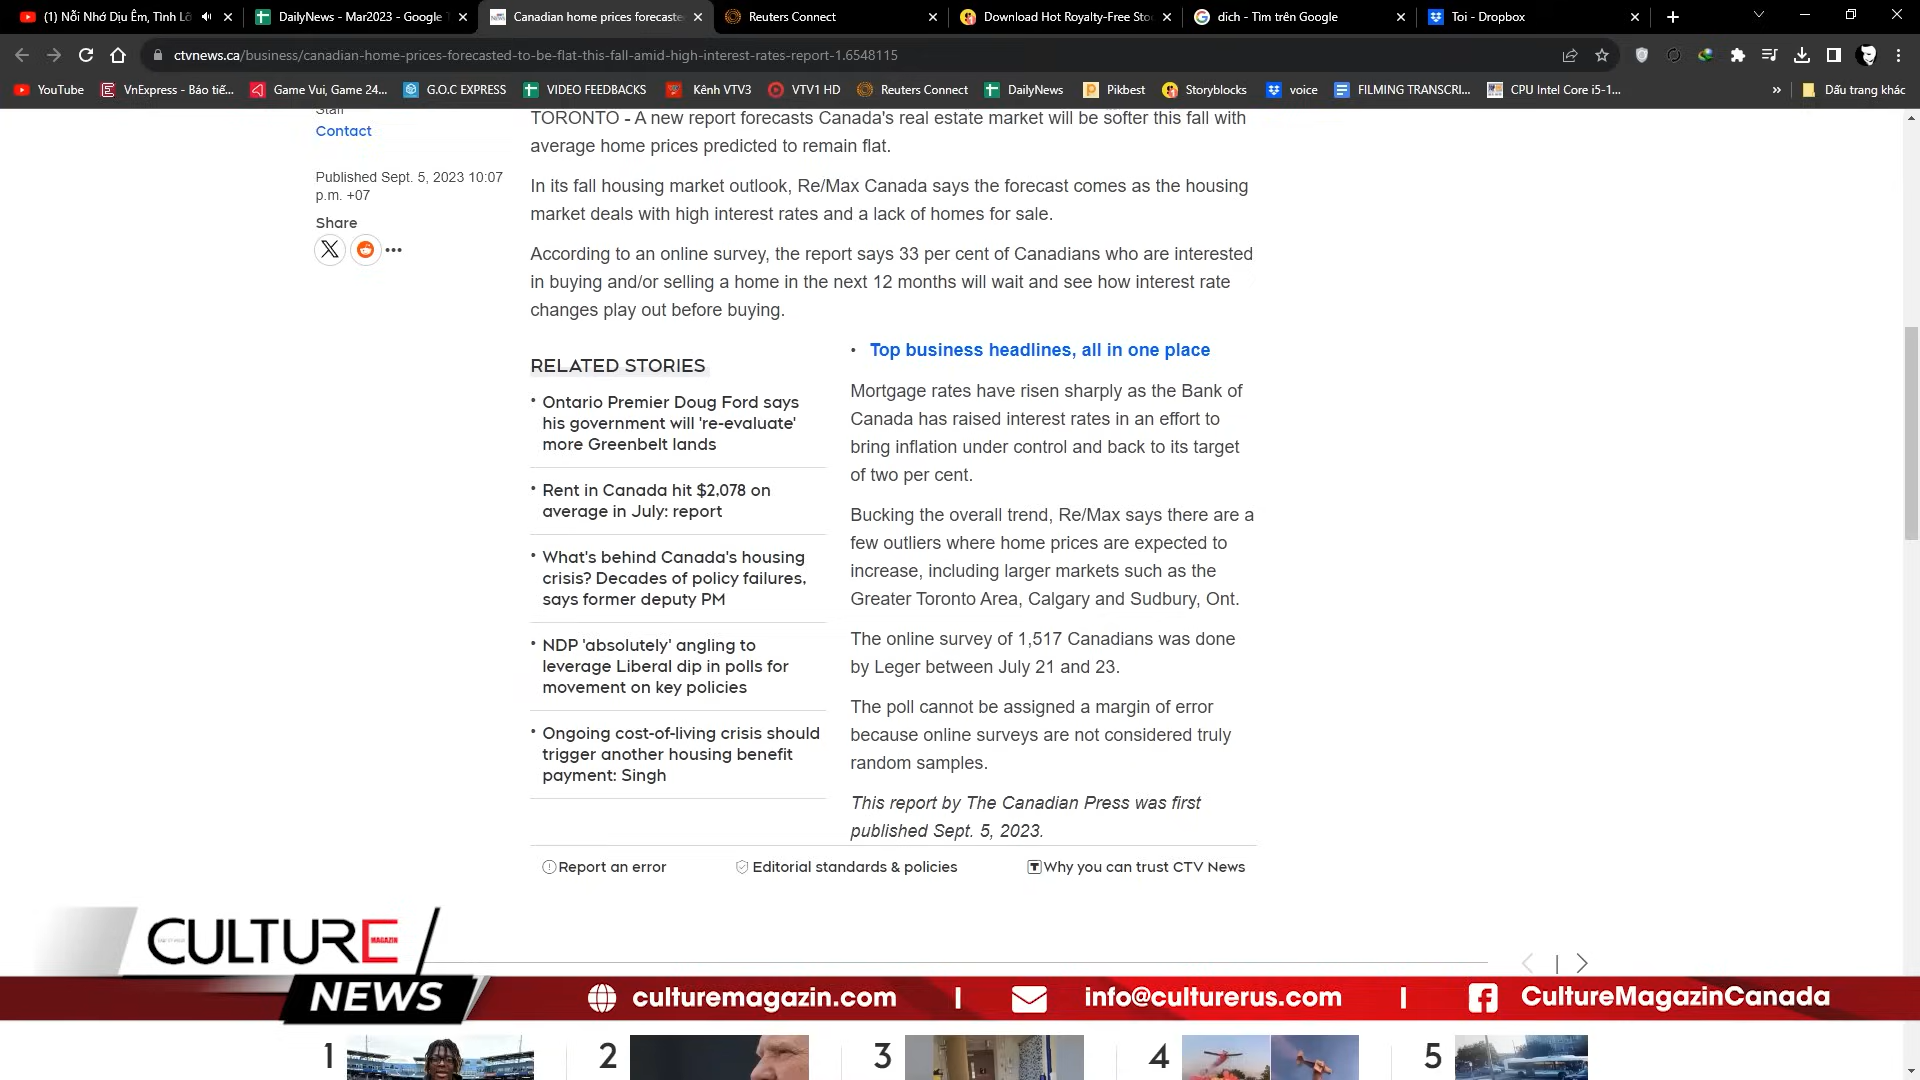 (1) Nỗi Nhớ Dịu Êm, Tình Lỡ
DailyNews - Mar2023 - Google
Canadian home prices forecaste
Reuters Connect
Download Hot Royalty-Free Sto
dich - Tìm trên Google
Toi - Dropbox
ctvnews.ca/business/canadian-home-prices-forecasted-to-be-flat-this-fall-amid-high-interest-rates-report-1.6548115
YouTube
VnExpress - Báo tiế...
Game Vui, Game 24...
G.O.C EXPRESS
VIDEO FEEDBACKS
Kênh VTV3
VTV1 HD
Reuters Connect
DailyNews
Pikbest
Storyblocks
voice
FILMING TRANSCRI...
CPU Intel Core i5-1...
»
Dấu trang khác
Staff
Contact
Published Sept. 5, 2023 10:07
p.m. +07
Share
TORONTO - A new report forecasts Canada's real estate market will be softer this fall with
average home prices predicted to remain flat.
In its fall housing market outlook, Re/Max Canada says the forecast comes as the housing
market deals with high interest rates and a lack of homes for sale.
According to an online survey, the report says 33 per cent of Canadians who are interested
in buying and/or selling a home in the next 12 months will wait and see how interest rate
changes play out before buying.
RELATED STORIES
• Ontario Premier Doug Ford says
his government will 're-evaluate'
more Greenbelt lands
• Rent in Canada hit $2,078 on
average in July: report
• What's behind Canada's housing
crisis? Decades of policy failures,
says former deputy PM
• NDP 'absolutely' angling to
leverage Liberal dip in polls for
movement on key policies
• Ongoing cost-of-living crisis should
trigger another housing benefit
payment: Singh
• Top business headlines, all in one place
Mortgage rates have risen sharply as the Bank of
Canada has raised interest rates in an effort to
bring inflation under control and back to its target
of two per cent.
Bucking the overall trend, Re/Max says there are a
few outliers where home prices are expected to
increase, including larger markets such as the
Greater Toronto Area, Calgary and Sudbury, Ont.
The online survey of 1,517 Canadians was done
by Leger between July 21 and 23.
The poll cannot be assigned a margin of error
because online surveys are not considered truly
random samples.
This report by The Canadian Press was first
published Sept. 5, 2023.
Report an error
Editorial standards & policies
Why you can trust CTV News
CULTURE
MAGAZIN
NEWS
culturemagazin.com
|
info@culturerus.com
|
CultureMagazinCanada
1
2
3
4
5